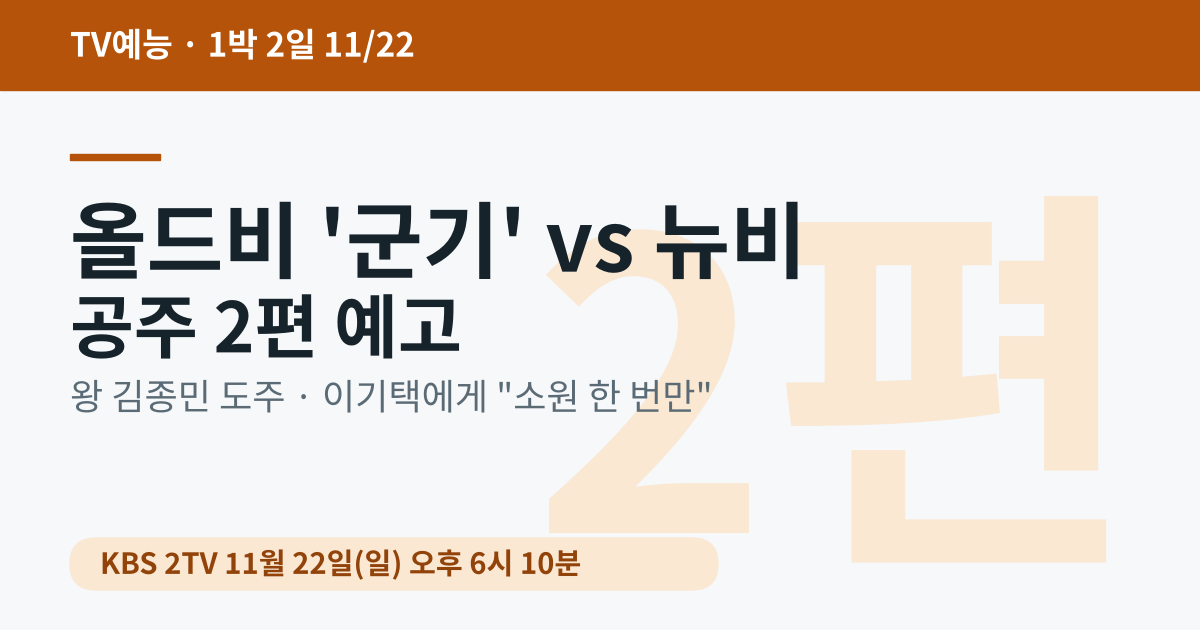 TV예능 · 1박 2일 11/22
올드비 '군기' vs 뉴비
공주 2편 예고
왕 김종민 도주 · 이기택에게 "소원 한 번만"
2편
KBS 2TV 11월 22일(일) 오후 6시 10분